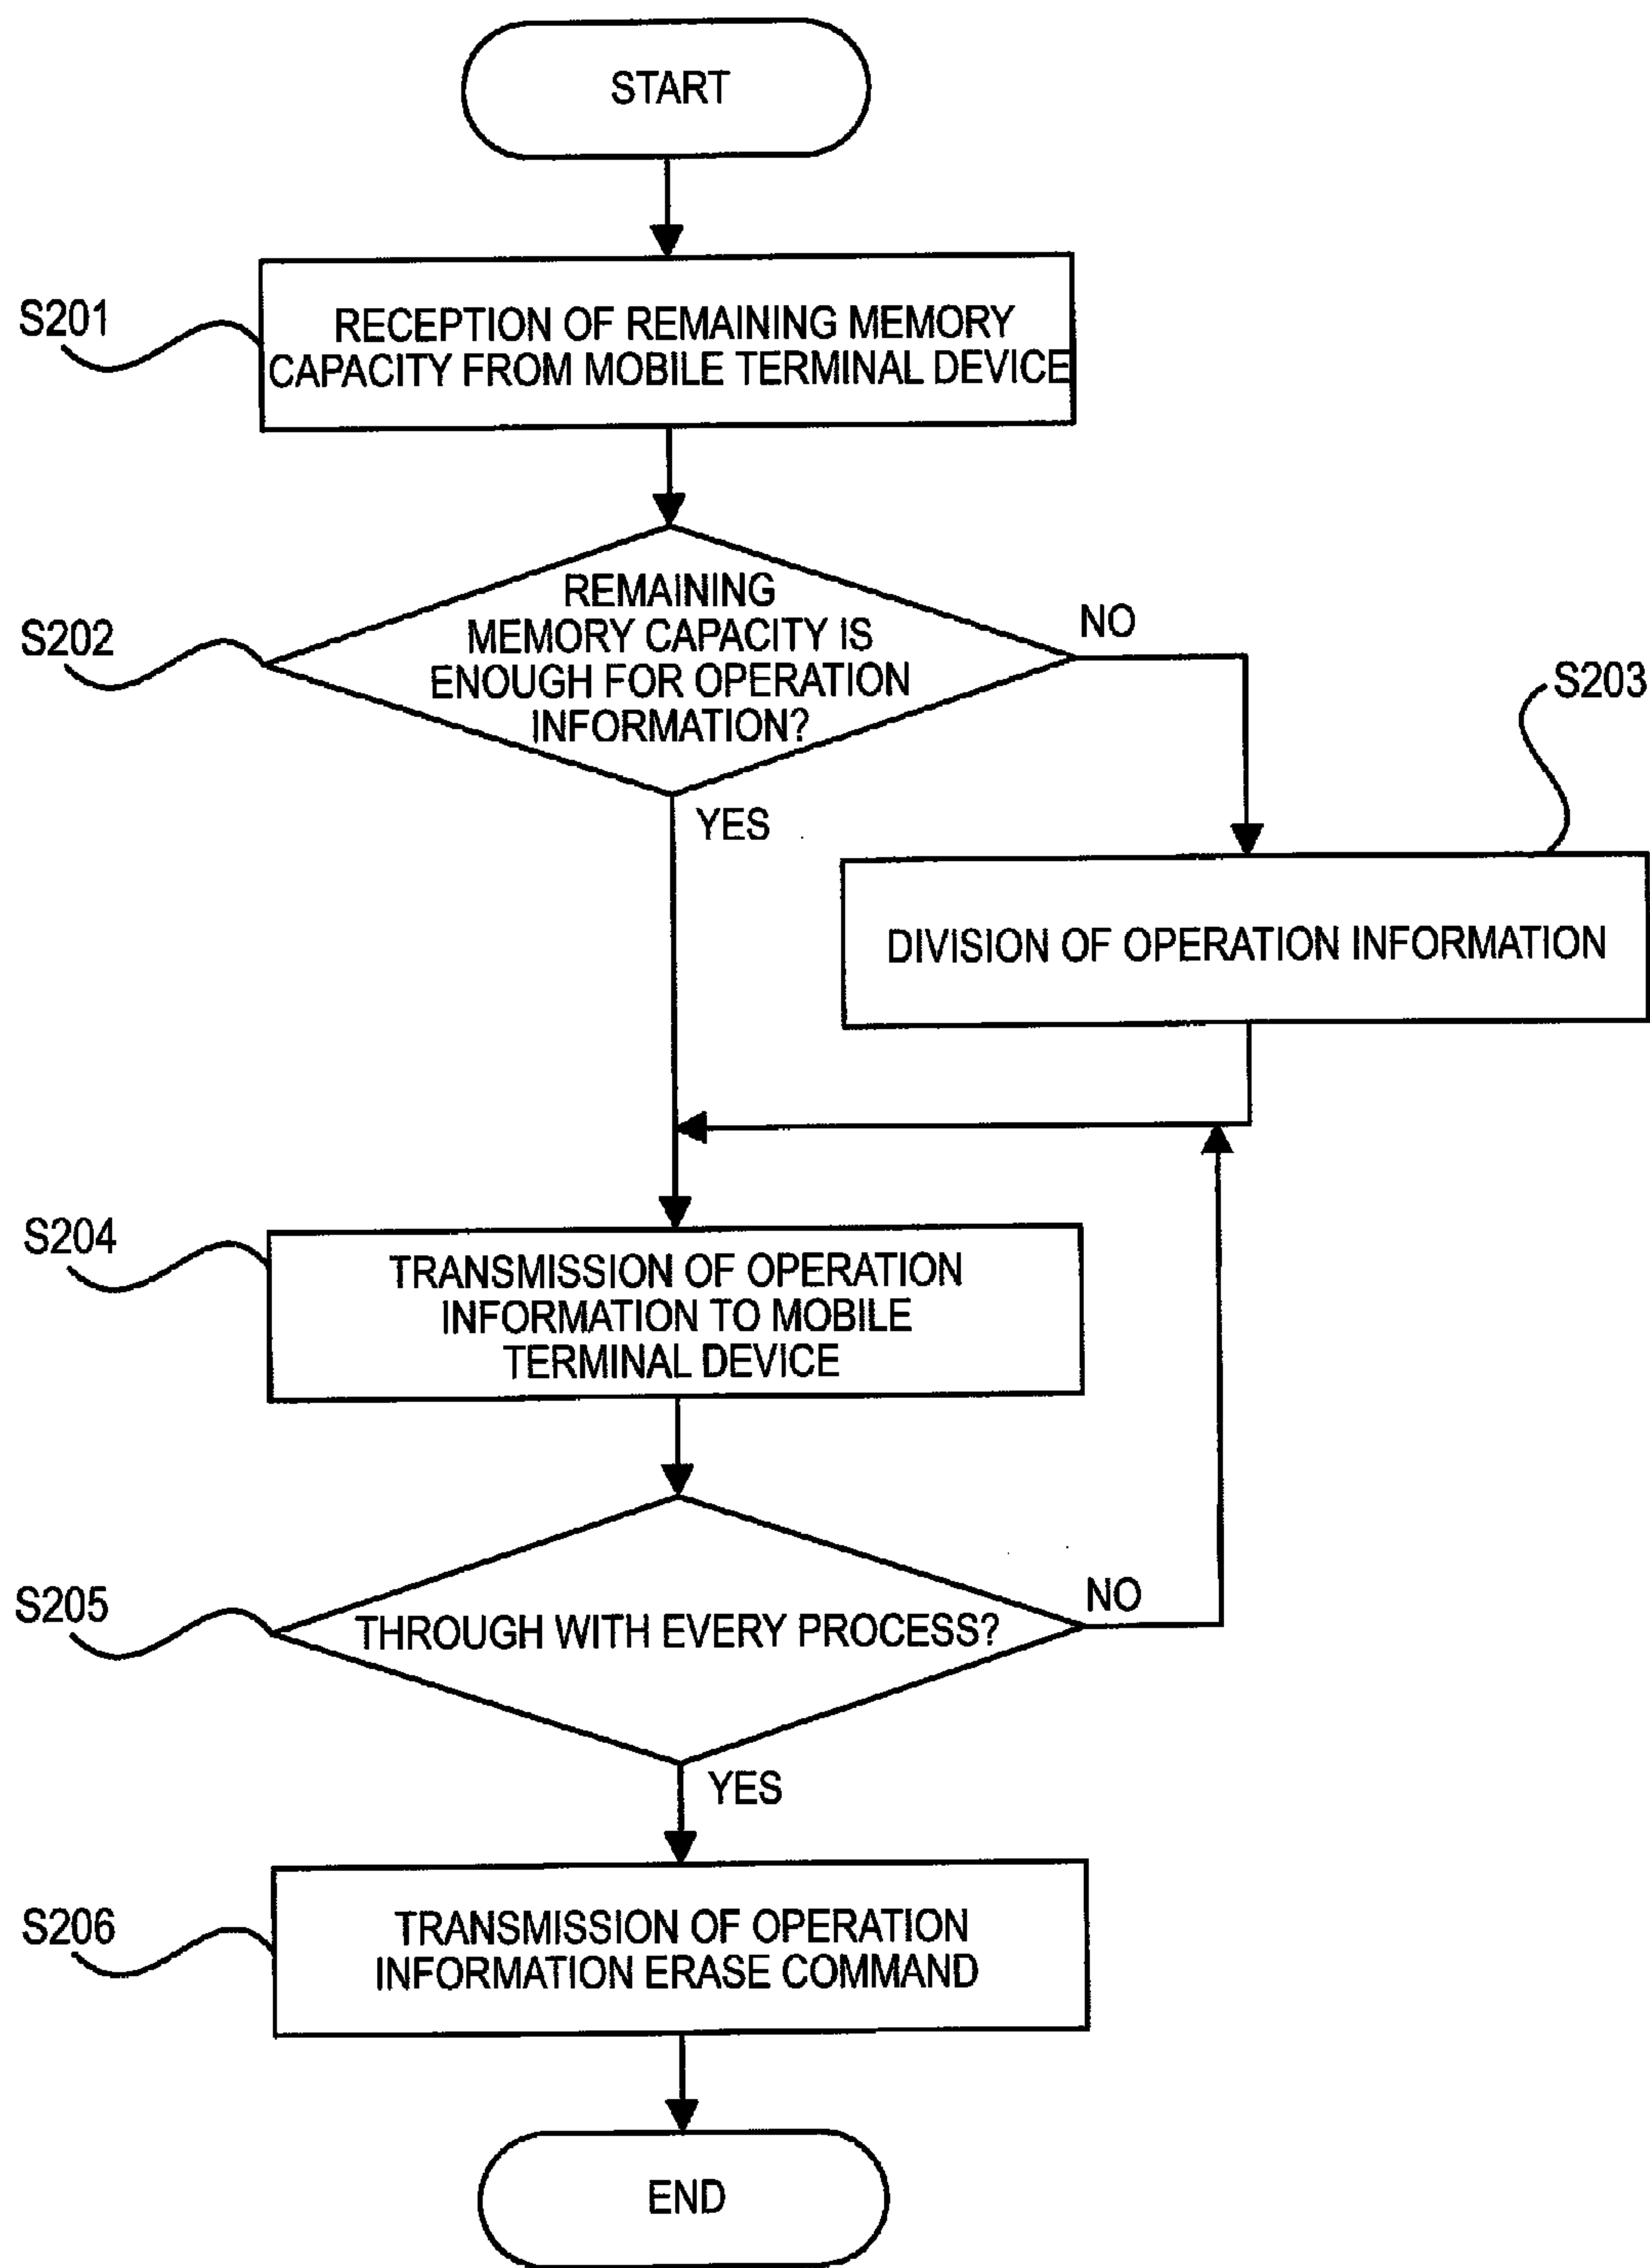 START
S201
RECEPTION OF REMAINING MEMORY
CAPACITY FROM MOBILE TERMINAL DEVICE
S202
REMAINING
MEMORY CAPACITY IS
ENOUGH FOR OPERATION
INFORMATION?
NO
YES
S203
DIVISION OF OPERATION INFORMATION
S204
TRANSMISSION OF OPERATION
INFORMATION TO MOBILE
TERMINAL DEVICE
S205
THROUGH WITH EVERY PROCESS?
NO
YES
S206
TRANSMISSION OF OPERATION
INFORMATION ERASE COMMAND
END